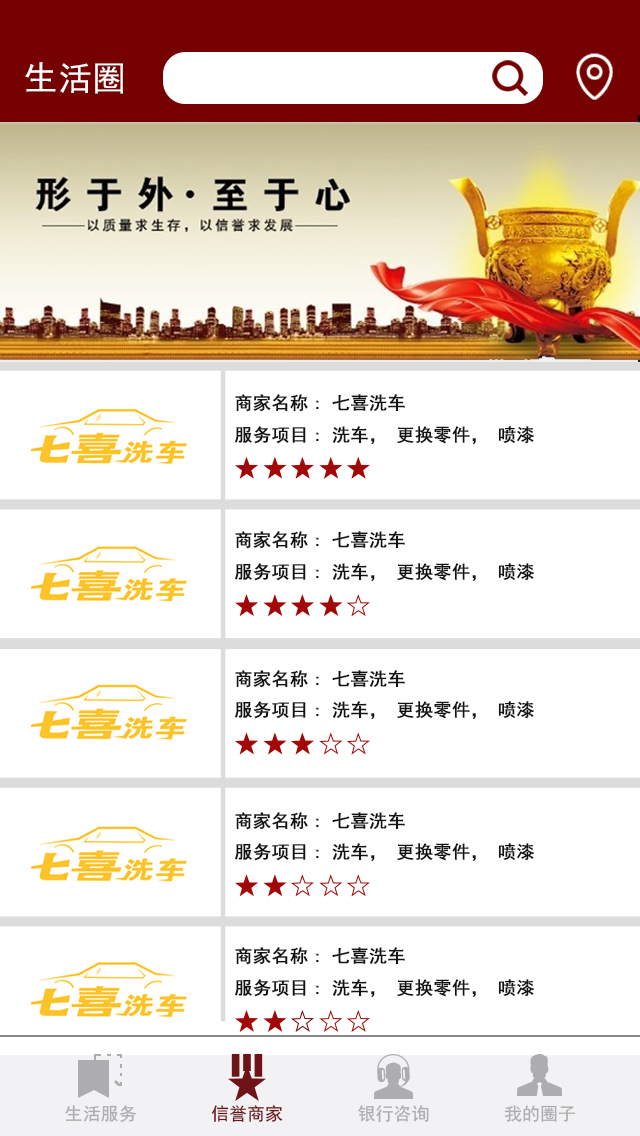 生活圈
形于外·至于心
以质量求生存，以信誉求发展
七喜洗车
商家名称：七喜洗车
服务项目：洗车， 更换零件， 喷漆
★★★★★
七喜洗车
商家名称：七喜洗车
服务项目：洗车， 更换零件， 喷漆
★★★★☆
七喜洗车
商家名称：七喜洗车
服务项目：洗车， 更换零件， 喷漆
★★★☆☆
七喜洗车
商家名称：七喜洗车
服务项目：洗车， 更换零件， 喷漆
★★☆☆☆
七喜洗车
商家名称：七喜洗车
服务项目：洗车， 更换零件， 喷漆
★★☆☆☆
生活服务 信誉商家 银行咨询 我的圈子